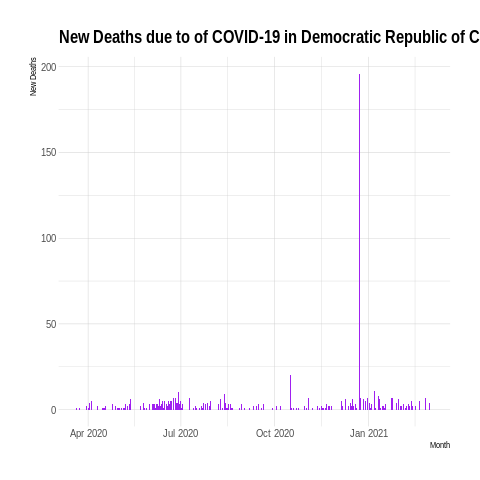 New Deaths due to of COVID-19 in Democratic Republic of C
New Deaths
200
150
100
50
0
Apr 2020
Jul 2020
Oct 2020
Jan 2021
Month